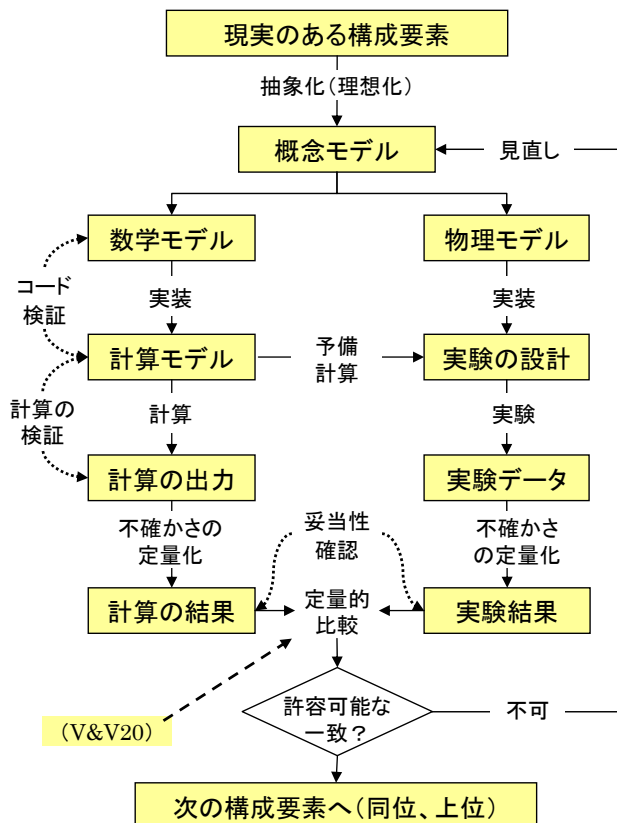 現実のある構成要素
抽象化(理想化)
概念モデル
見直し
数学モデル
物理モデル
コード
検証
実装
実装
計算モデル
予備
計算
実験の設計
計算の
検証
計算
実験
計算の出力
実験データ
不確かさの
定量化
妥当性
確認
不確かさ
の定量化
計算の結果
定量的
比較
実験結果
(V&V20)
許容可能な
一致?
不可
次の構成要素へ(同位、上位)